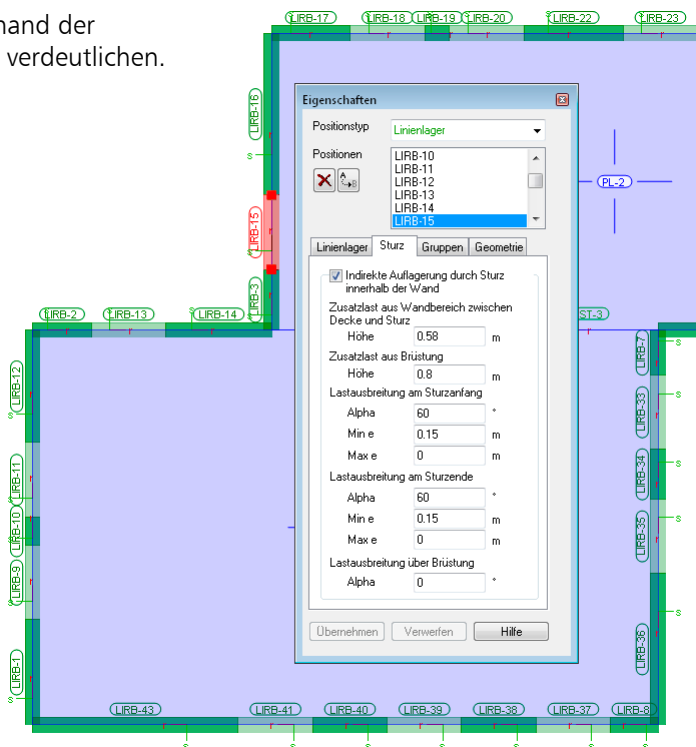 hand der
verdeutlichen.
LIRB-17
LIRB-18
LIRB-19
LIRB-20
LIRB-22
LIRB-23
LIRB-16
s
LIRB-15
LIRB-3
LIRB-2
LIRB-13
LIRB-14
PL-2
ST-3
Eigenschaften
Positionstyp
Linienlager
Positionen
LIRB-10
LIRB-11
LIRB-12
LIRB-13
LIRB-14
LIRB-15
Linienlager Sturz Gruppen Geometrie
Indirekte Auflagerung durch Sturz
innerhalb der Wand
Zusatzlast aus Wandbereich zwischen
Decke und Sturz
Höhe 0.58 m
Zusatzlast aus Brüstung
Höhe 0.8 m
Lastausbreitung am Sturzanfang
Alpha 60 °
Min e 0.15 m
Max e 0 m
Lastausbreitung am Sturzende
Alpha 60 °
Min e 0.15 m
Max e 0 m
Lastausbreitung über Brüstung
Alpha 0 °
Übernehmen Verwerfen Hilfe
LIRB-12
LIRB-11
LIRB-10
LIRB-9
LIRB-1
LIRB-7
LIRB-33
LIRB-34
LIRB-35
LIRB-36
LIRB-43
LIRB-41
LIRB-40
LIRB-39
LIRB-38
LIRB-37
LIRB-8